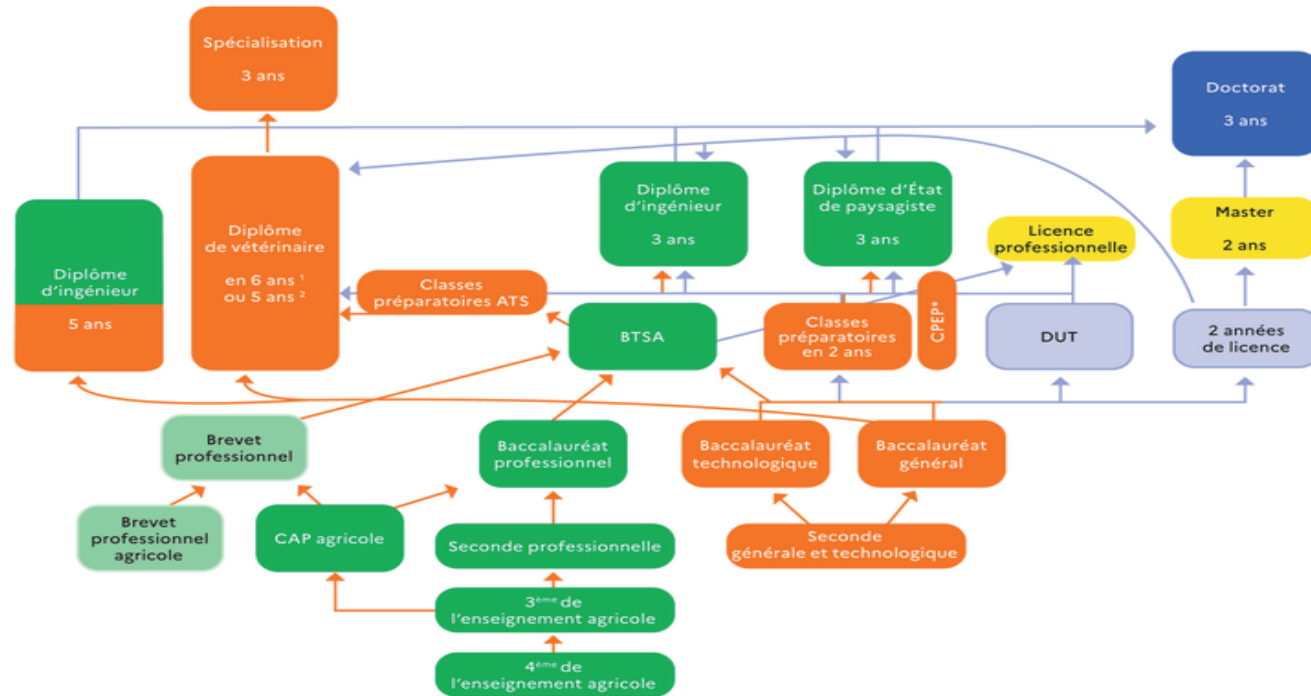 Spécialisation
3 ans
Doctorat
3 ans
Diplôme
d'ingénieur
5 ans
Diplôme
de vétérinaire
en 6 ans ¹
ou 5 ans ²
Diplôme
d'ingénieur
3 ans
Diplôme d'État
de paysagiste
3 ans
Licence
professionnelle
Master
2 ans
Classes
préparatoires ATS
BTSA
Classes
préparatoires
en 2 ans
CPEP*
DUT
2 années
de licence
Brevet
professionnel
Baccalauréat
professionnel
Baccalauréat
technologique
Baccalauréat
général
Brevet
professionnel
agricole
CAP agricole
Seconde professionnelle
Seconde
générale et technologique
3ème de
l'enseignement agricole
4ème de
l'enseignement agricole